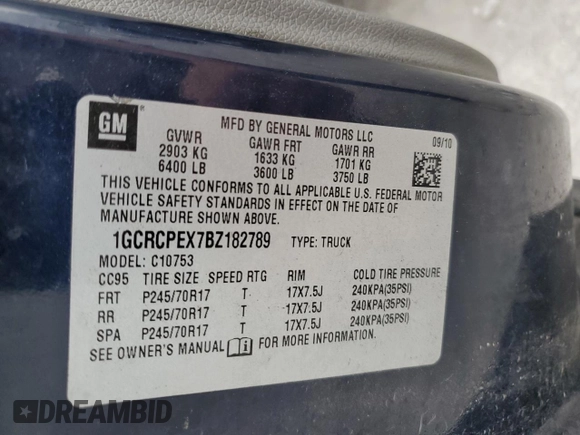 GM
MFD BY GENERAL MOTORS LLC
09/10
GVWR GAWR FRT GAWR RR
2903 KG 1633 KG 1701 KG
6400 LB 3600 LB 3750 LB
THIS VEHICLE CONFORMS TO ALL APPLICABLE U.S. FEDERAL MOTOR
VEHICLE SAFETY STANDARDS IN EFFECT ON THE DATE OF
MANUFACTURE SHOWN ABOVE.
1GCRCPEX7BZ182789 TYPE: TRUCK
MODEL: C10753
CC95 TIRE SIZE SPEED RTG RIM COLD TIRE PRESSURE
FRT P245/70R17 T 17X7.5J 240KPA(35PSI)
RR P245/70R17 T 17X7.5J 240KPA(35PSI)
SPA P245/70R17 T 17X7.5J 240KPA(35PSI)
SEE OWNER'S MANUAL FOR MORE INFORMATION.
DREAMBID